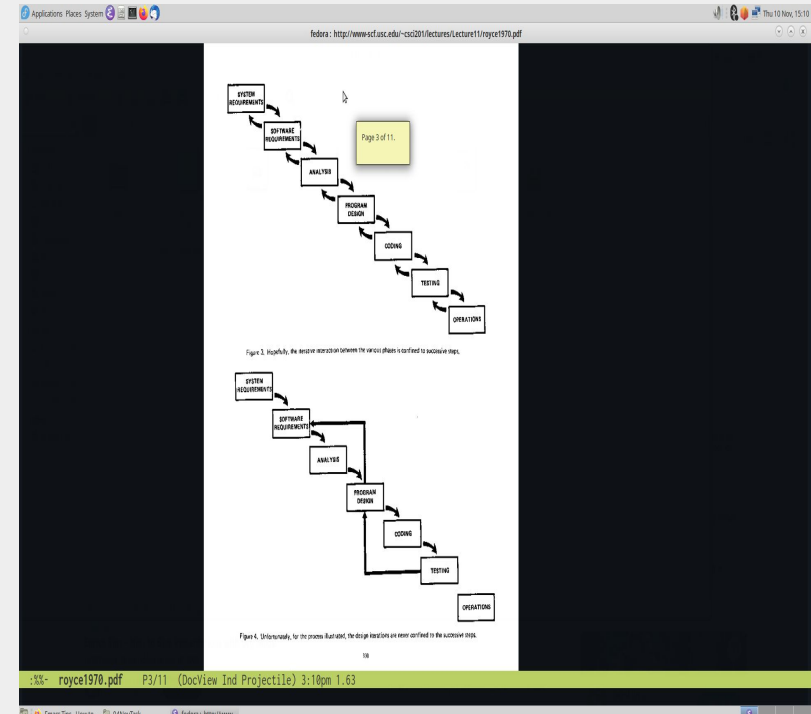 Applications Places System
Thu 10 Nov, 15:10
fedora : http://www-scf.usc.edu/~csci201/lectures/Lecture11/royce1970.pdf
SYSTEM
REQUIREMENTS
SOFTWARE
REQUIREMENTS
Page 3 of 11.
ANALYSIS
PROGRAM
DESIGN
CODING
TESTING
OPERATIONS
Figure 3. Hopefully, the iterative interaction between the various phases is confined to successive steps.
SYSTEM
REQUIREMENTS
SOFTWARE
REQUIREMENTS
ANALYSIS
PROGRAM
DESIGN
CODING
TESTING
OPERATIONS
Figure 4. Unfortunately, for the process illustrated, the design iterations are never confined to the successive steps.
:%%- royce1970.pdf P3/11 (DocView Ind Projectile) 3:10pm 1.63
fedora : http://www